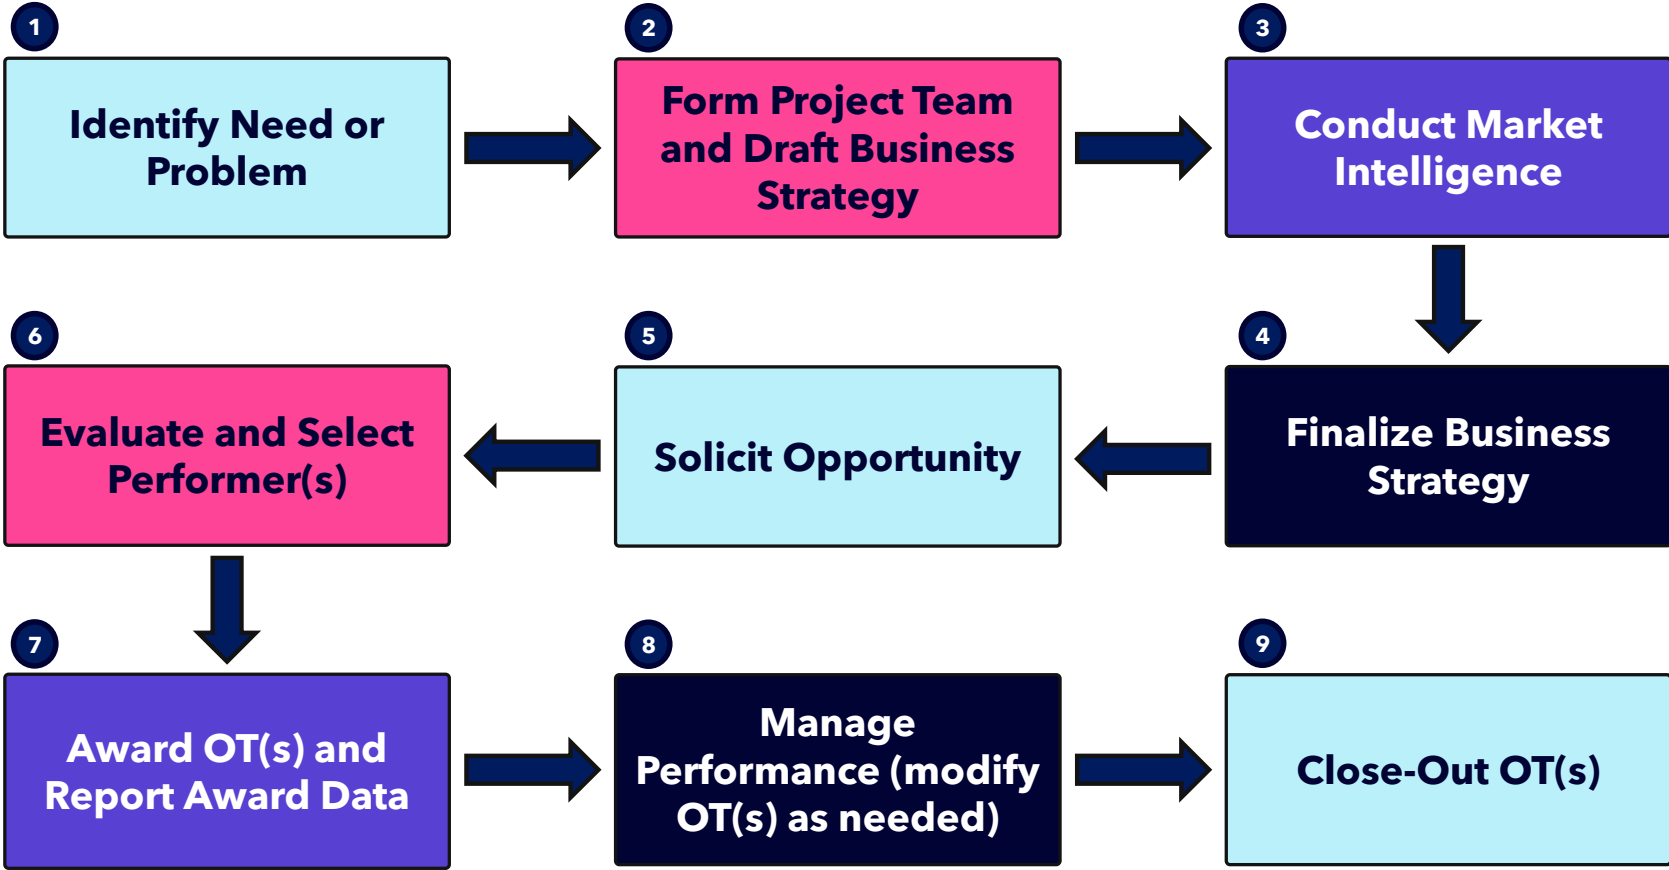 1
Identify Need or
Problem
2
Form Project Team
and Draft Business
Strategy
3
Conduct Market
Intelligence
4
Finalize Business
Strategy
5
Solicit Opportunity
6
Evaluate and Select
Performer(s)
7
Award OT(s) and
Report Award Data
8
Manage
Performance (modify
OT(s) as needed)
9
Close-Out OT(s)